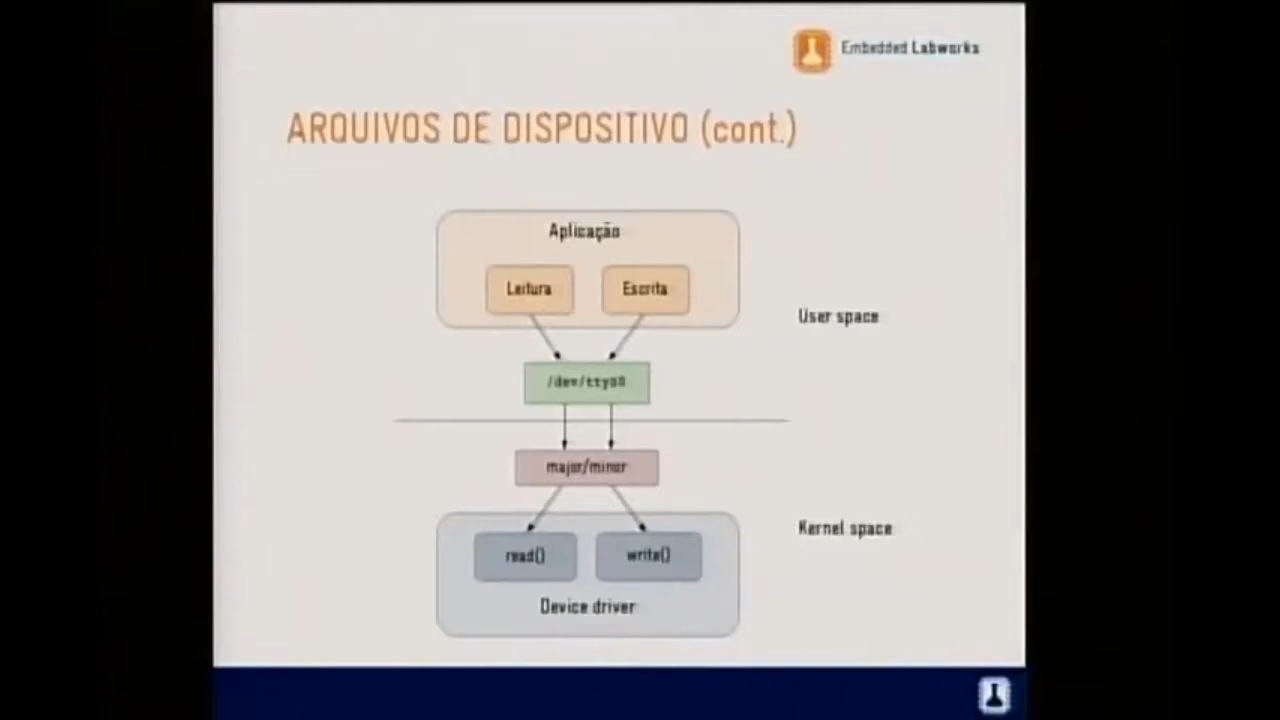 Embedded Labworks
ARQUIVOS DE DISPOSITIVO (cont.)
Aplicação
Leitura Escrita
User space
/dev/ttyS0
major/minor
Kernel space
read() write()
Device driver